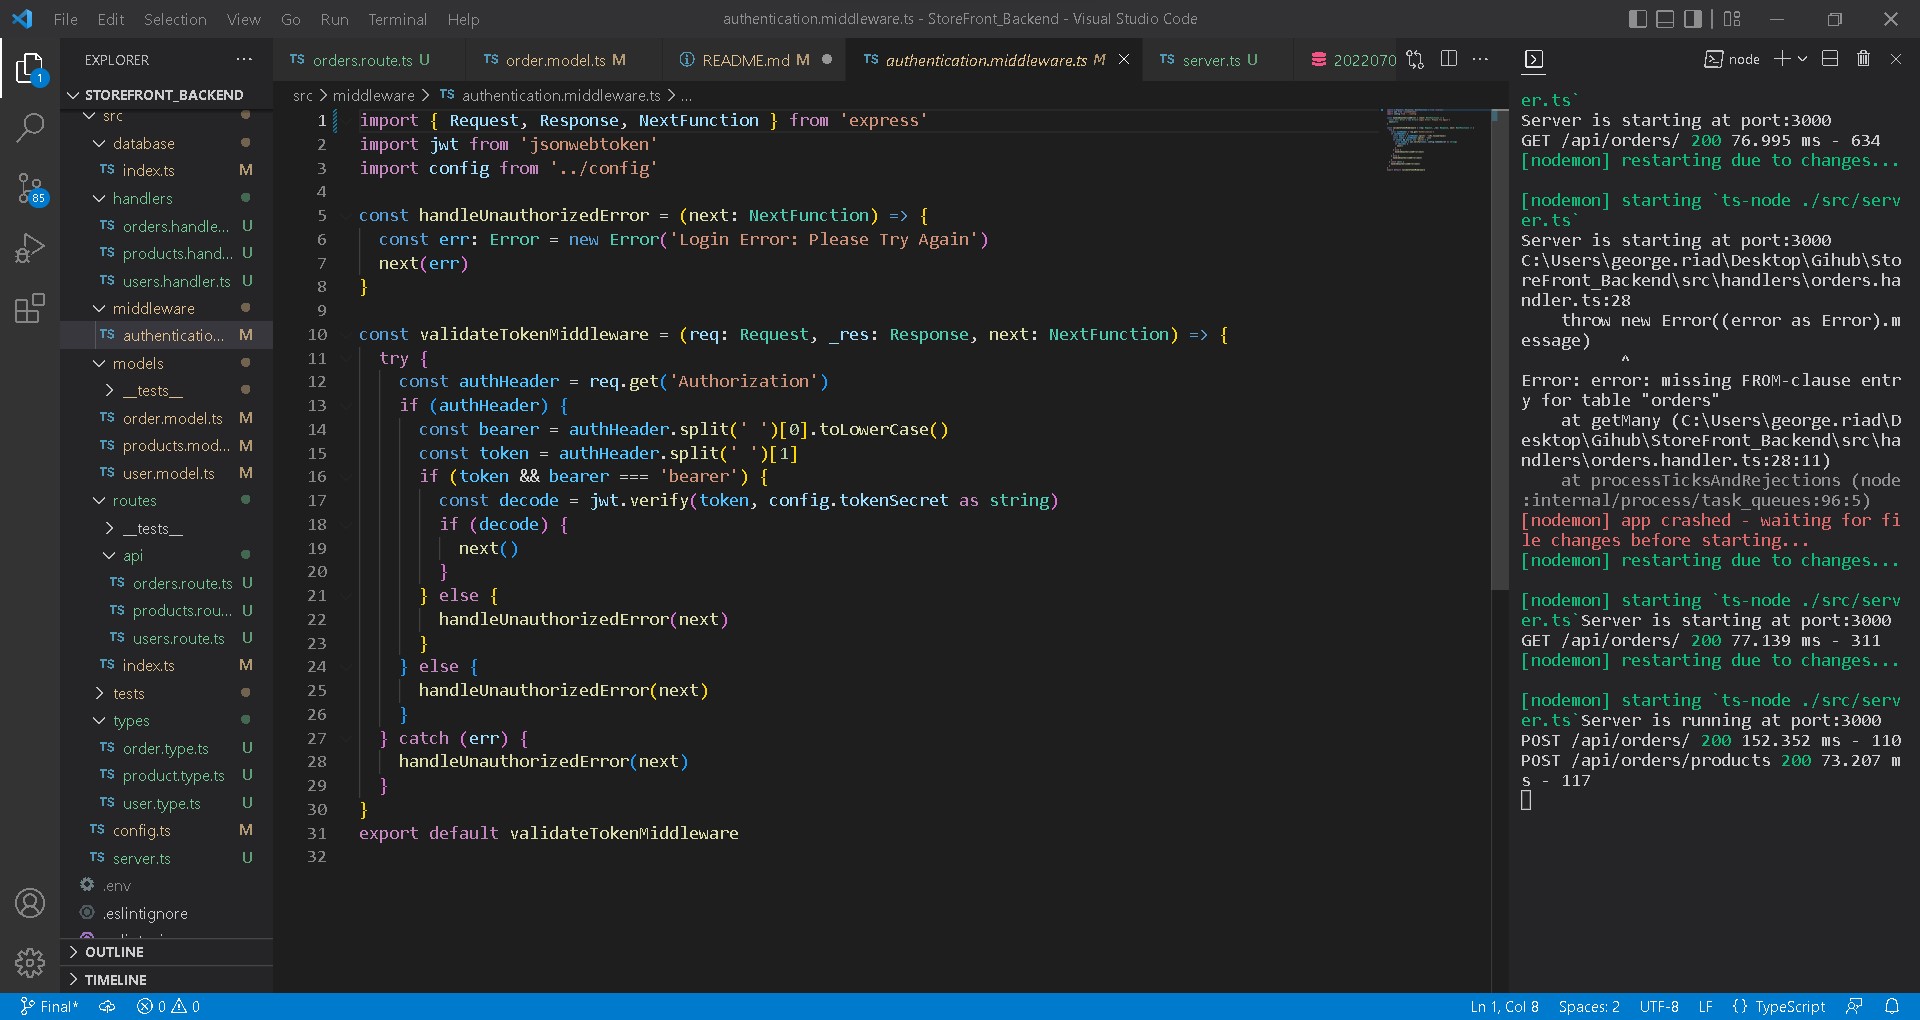 File Edit Selection View Go Run Terminal Help
authentication.middleware.ts - StoreFront_Backend - Visual Studio Code
EXPLORER
STOREFRONT_BACKEND
src
database
TS index.ts M
handlers
TS orders.handle... U
TS products.hand... U
TS users.handler.ts U
middleware
TS authenticatio... M
models
__tests__
TS order.model.ts M
TS products.mod... M
TS user.model.ts M
routes
__tests__
api
TS orders.route.ts U
TS products.rou... U
TS users.route.ts U
TS index.ts M
tests
types
TS order.type.ts U
TS product.type.ts U
TS user.type.ts U
TS config.ts M
TS server.ts U
.env
.eslintignore
OUTLINE
TIMELINE
1
85
TS orders.route.ts U
TS order.model.ts M
README.md M
TS authentication.middleware.ts M
TS server.ts U
2022070
src > middleware > TS authentication.middleware.ts > ...
1 import { Request, Response, NextFunction } from 'express'
2 import jwt from 'jsonwebtoken'
3 import config from '../config'
4
5 const handleUnauthorizedError = (next: NextFunction) => {
6 const err: Error = new Error('Login Error: Please Try Again')
7 next(err)
8 }
9
10 const validateTokenMiddleware = (req: Request, _res: Response, next: NextFunction) => {
11 try {
12 const authHeader = req.get('Authorization')
13 if (authHeader) {
14 const bearer = authHeader.split(' ')[0].toLowerCase()
15 const token = authHeader.split(' ')[1]
16 if (token && bearer === 'bearer') {
17 const decode = jwt.verify(token, config.tokenSecret as string)
18 if (decode) {
19 next()
20 }
21 } else {
22 handleUnauthorizedError(next)
23 }
24 } else {
25 handleUnauthorizedError(next)
26 }
27 } catch (err) {
28 handleUnauthorizedError(next)
29 }
30 }
31 export default validateTokenMiddleware
32
node
er.ts`
Server is starting at port:3000
GET /api/orders/ 200 76.995 ms - 634
[nodemon] restarting due to changes...
[nodemon] starting `ts-node ./src/serv
er.ts`
Server is starting at port:3000
C:\Users\george.riad\Desktop\Gihub\Sto
reFront_Backend\src\handlers\orders.ha
ndler.ts:28
throw new Error((error as Error).m
essage)
^
Error: error: missing FROM-clause entr
y for table "orders"
at getMany (C:\Users\george.riad\D
esktop\Gihub\StoreFront_Backend\src\ha
ndlers\orders.handler.ts:28:11)
at processTicksAndRejections (node
:internal/process/task_queues:96:5)
[nodemon] app crashed - waiting for fi
le changes before starting...
[nodemon] restarting due to changes...
[nodemon] starting `ts-node ./src/serv
er.ts`Server is starting at port:3000
GET /api/orders/ 200 77.139 ms - 311
[nodemon] restarting due to changes...
[nodemon] starting `ts-node ./src/serv
er.ts`Server is running at port:3000
POST /api/orders/ 200 152.352 ms - 110
POST /api/orders/products 200 73.207 m
s - 117
Final* 0 0
Ln 1, Col 8 Spaces: 2 UTF-8 LF {} TypeScript